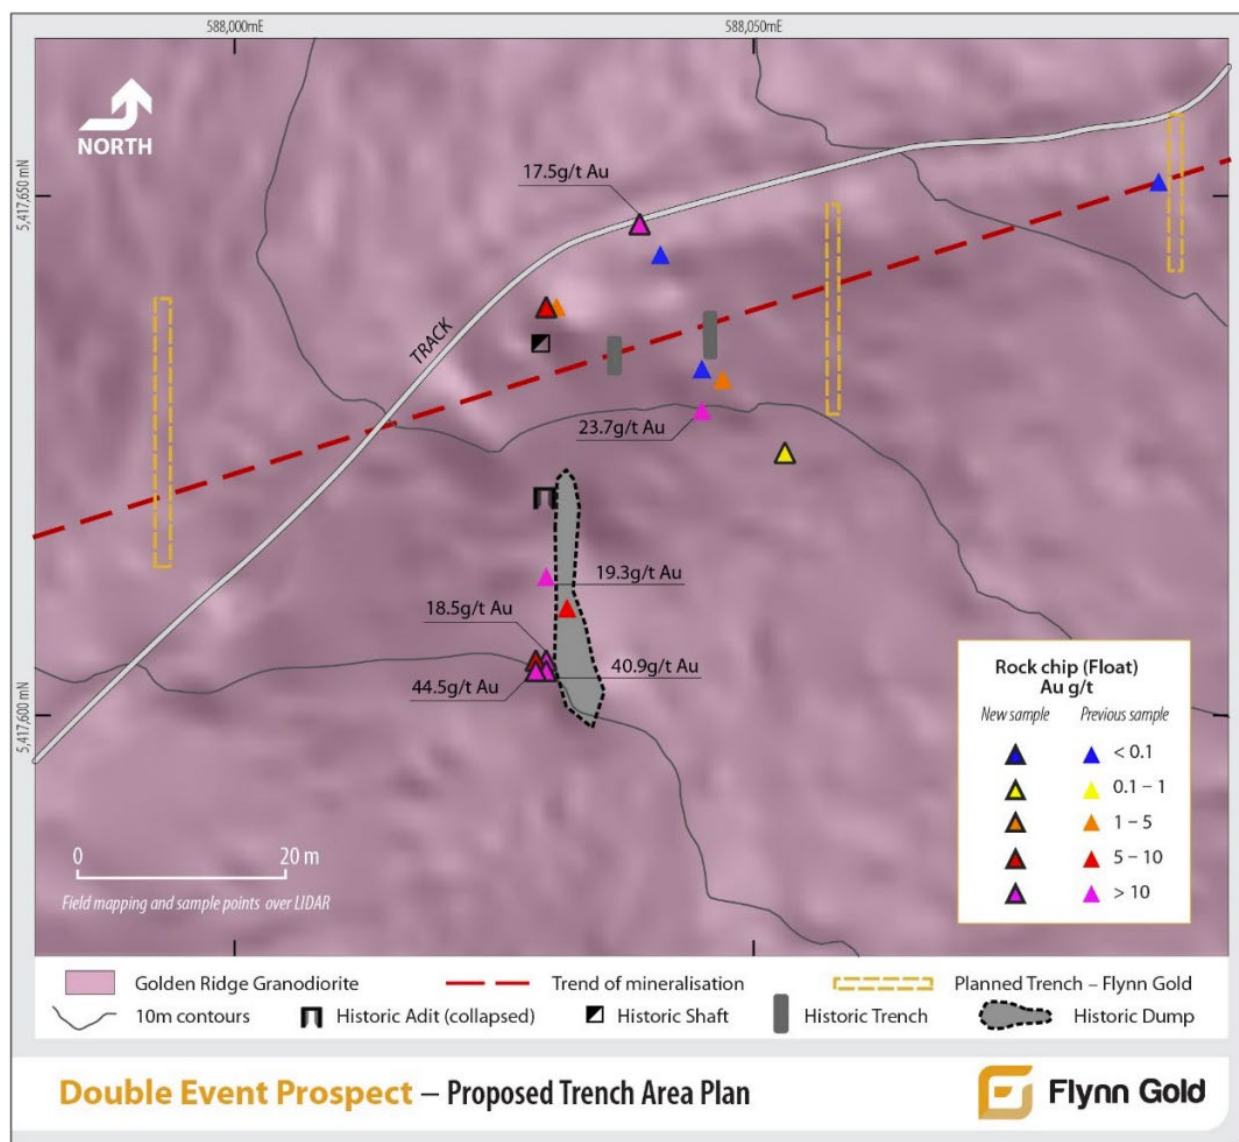 588,000mE
588,050mE
NORTH
5,417,650 mN
17.5g/t Au
TRACK
23.7g/t Au
19.3g/t Au
18.5g/t Au
40.9g/t Au
44.5g/t Au
5,417,600 mN
Rock chip (Float)
Au g/t
New sample Previous sample
< 0.1
0.1 – 1
1 – 5
5 – 10
> 10
0 20 m
Field mapping and sample points over LIDAR
Golden Ridge Granodiorite Trend of mineralisation Planned Trench – Flynn Gold
10m contours Historic Adit (collapsed) Historic Shaft Historic Trench Historic Dump
Double Event Prospect – Proposed Trench Area Plan
Flynn Gold